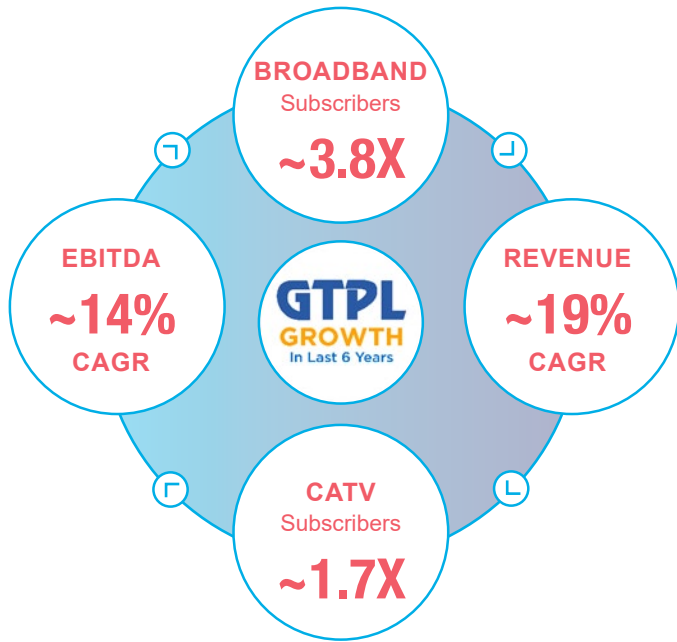 BROADBAND
Subscribers
~3.8X
EBITDA
~14%
CAGR
GTPL
GROWTH
In Last 6 Years
REVENUE
~19%
CAGR
CATV
Subscribers
~1.7X